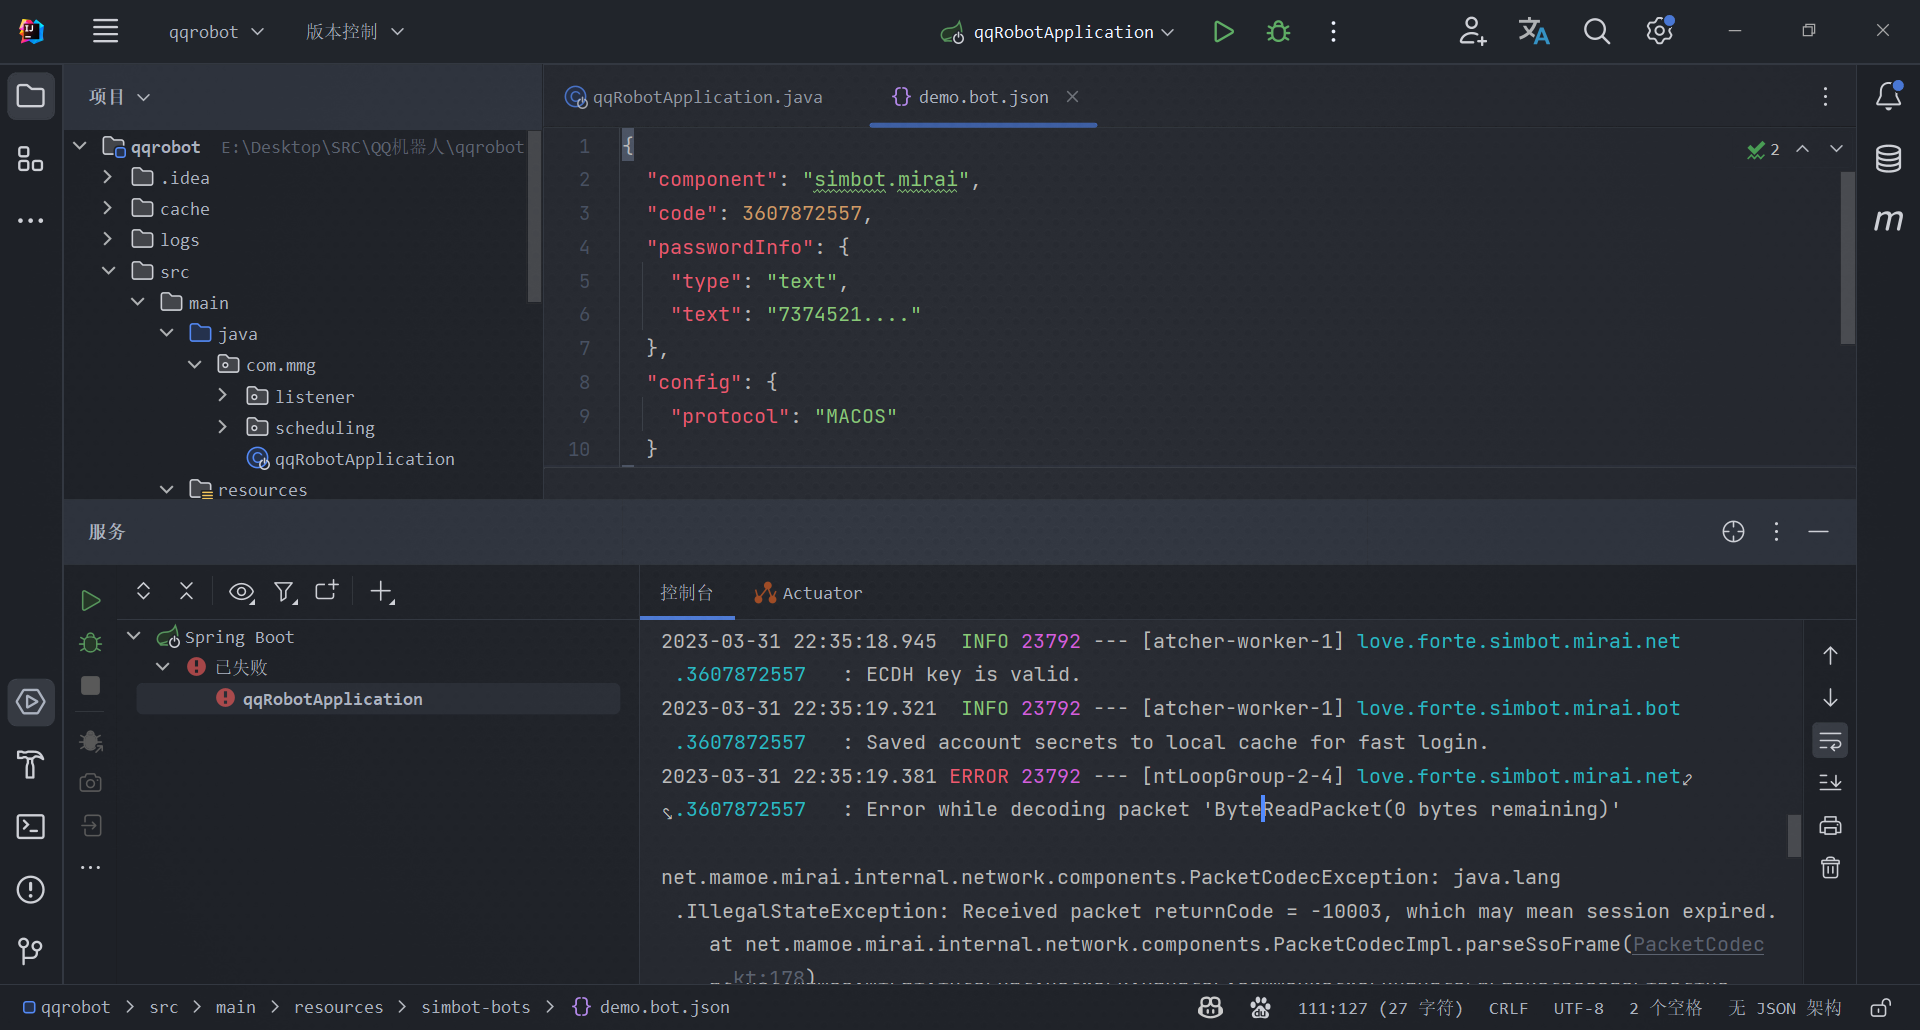 qqrobot
版本控制
qqRobotApplication
项目
qqRobotApplication.java
demo.bot.json
qqrobot E:\Desktop\SRC\QQ机器人\qqrobot
.idea
cache
logs
src
main
java
com.mmg
listener
scheduling
qqRobotApplication
resources
1 {
2 "component": "simbot.mirai",
3 "code": 3607872557,
4 "passwordInfo": {
5 "type": "text",
6 "text": "7374521...."
7 },
8 "config": {
9 "protocol": "MACOS"
10 }
2
服务
控制台
Actuator
Spring Boot
已失败
qqRobotApplication
2023-03-31 22:35:18.945  INFO 23792 --- [atcher-worker-1] love.forte.simbot.mirai.net
.3607872557   : ECDH key is valid.
2023-03-31 22:35:19.321  INFO 23792 --- [atcher-worker-1] love.forte.simbot.mirai.bot
.3607872557   : Saved account secrets to local cache for fast login.
2023-03-31 22:35:19.381 ERROR 23792 --- [ntLoopGroup-2-4] love.forte.simbot.mirai.net
.3607872557   : Error while decoding packet 'ByteReadPacket(0 bytes remaining)'
net.mamoe.mirai.internal.network.components.PacketCodecException: java.lang
.IllegalStateException: Received packet returnCode = -10003, which may mean session expired.
at net.mamoe.mirai.internal.network.components.PacketCodecImpl.parseSsoFrame(PacketCodec
.kt:178)
qqrobot > src > main > resources > simbot-bots > demo.bot.json
111:127 (27 字符)
CRLF
UTF-8
2 个空格
无 JSON 架构